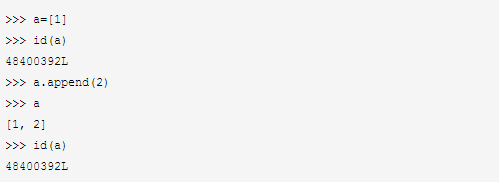 >>> a=[1]
>>> id(a)
48400392L
>>> a.append(2)
>>> a
[1, 2]
>>> id(a)
48400392L